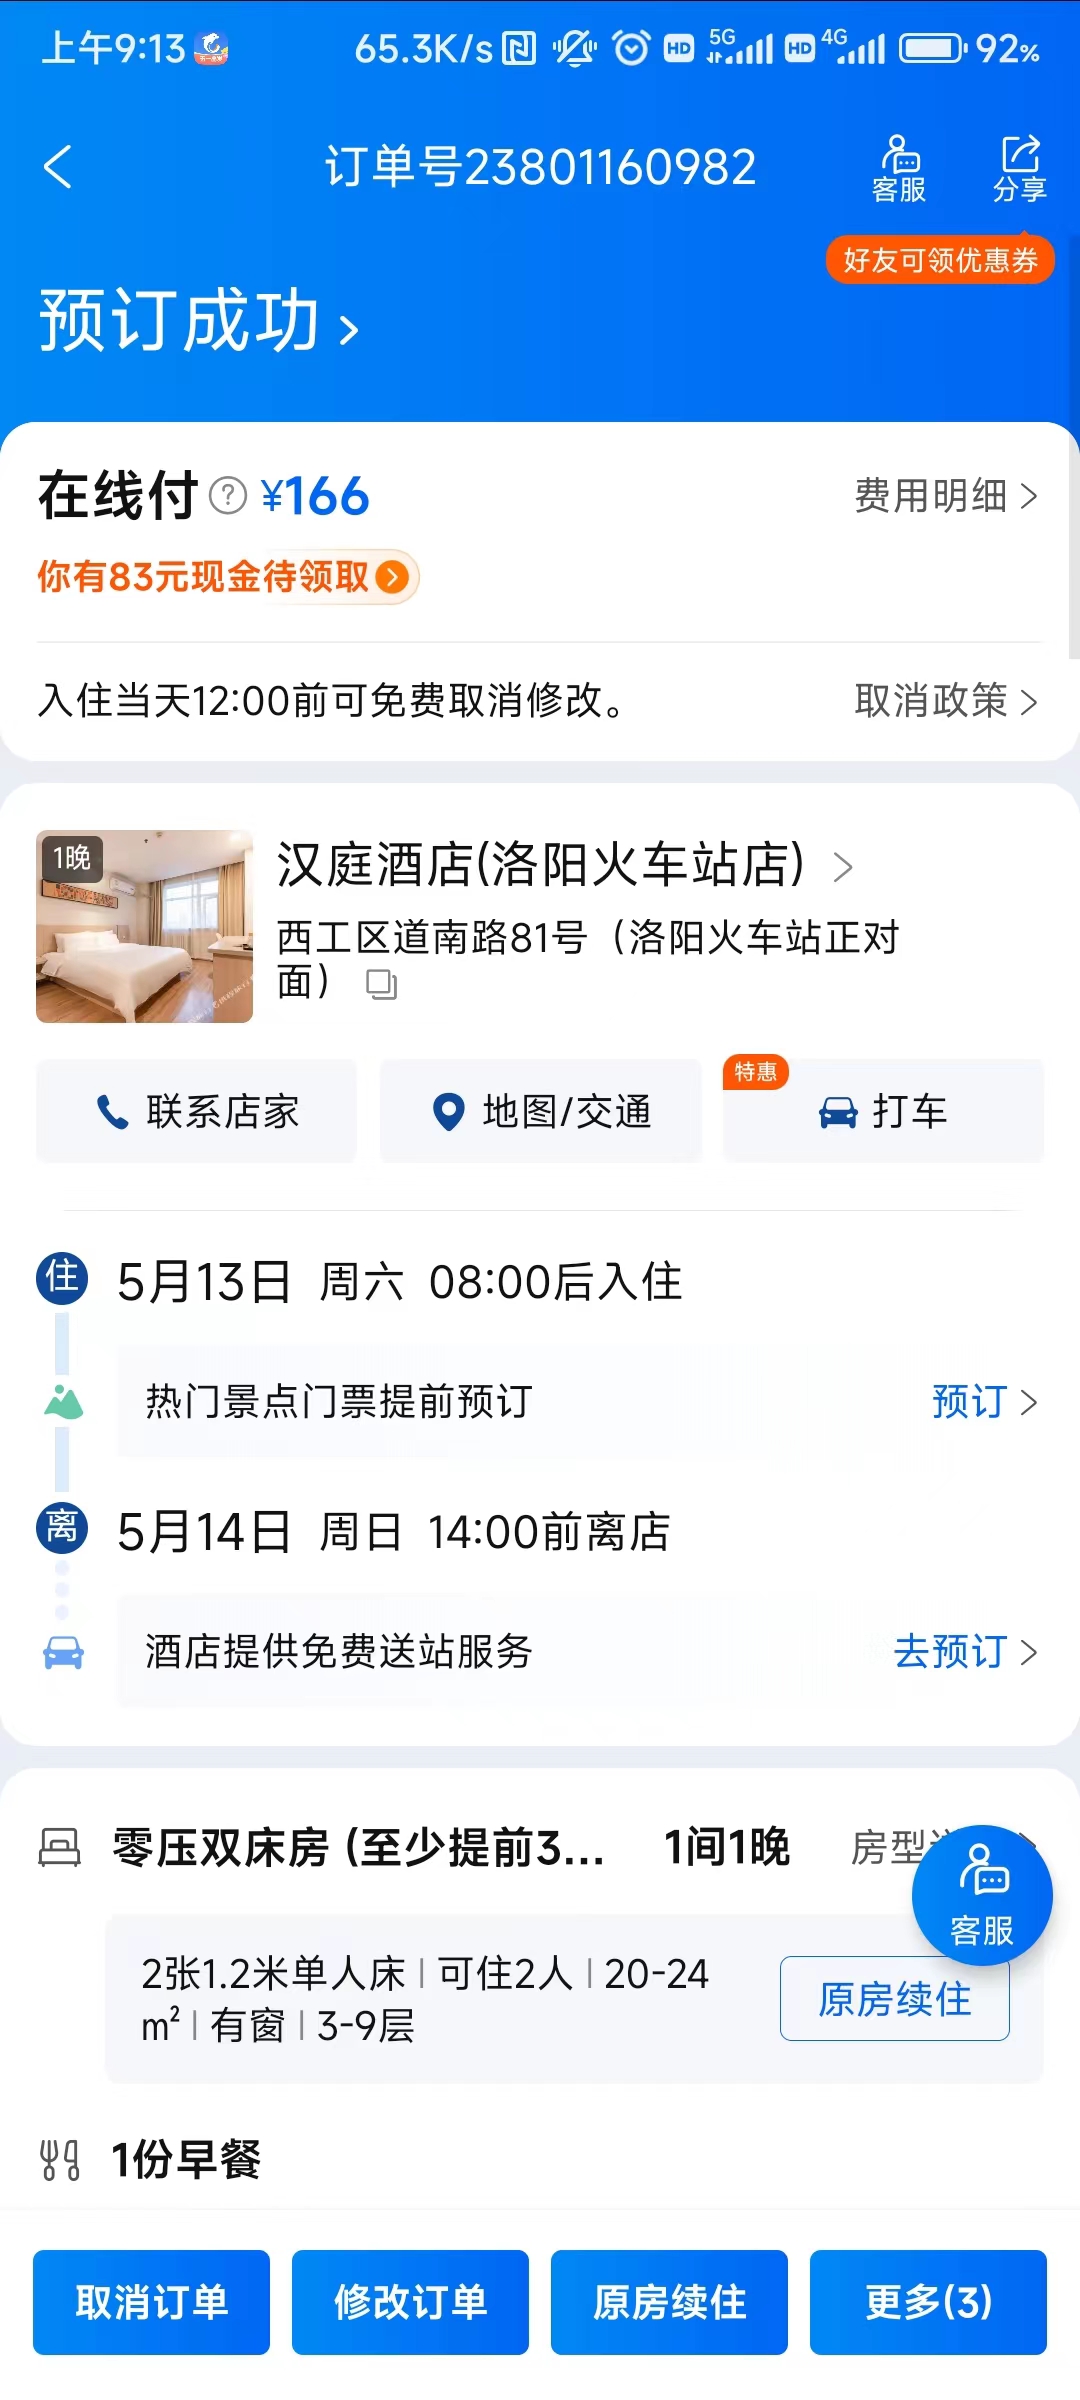 上午9:13 65.3K/s HD 5G HD 4G 92%
订单号23801160982
客服
分享
好友可领优惠券
预订成功
在线付 ? ¥166 费用明细
你有83元现金待领取
入住当天12:00前可免费取消修改。 取消政策
1晚
汉庭酒店(洛阳火车站店)
西工区道南路81号（洛阳火车站正对
面）
联系店家
地图/交通
特惠
打车
住 5月13日 周六 08:00后入住
热门景点门票提前预订 预订
离 5月14日 周日 14:00前离店
酒店提供免费送站服务 去预订
零压双床房 (至少提前3... 1间1晚 房型
客服
2张1.2米单人床 | 可住2人 | 20-24
m² | 有窗 | 3-9层
原房续住
1份早餐
取消订单 修改订单 原房续住 更多(3)